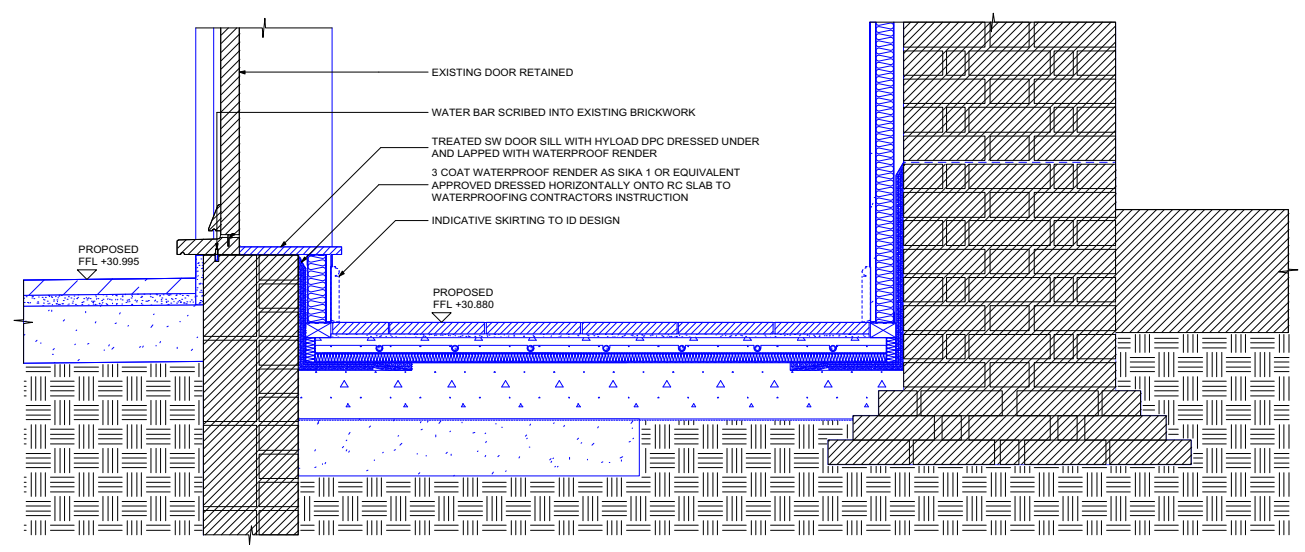 EXISTING DOOR RETAINED
WATER BAR SCRIBED INTO EXISTING BRICKWORK
TREATED SW DOOR SILL WITH HYLOAD DPC DRESSED UNDER
AND LAPPED WITH WATERPROOF RENDER
3 COAT WATERPROOF RENDER AS SIKA 1 OR EQUIVALENT
APPROVED DRESSED HORIZONTALLY ONTO RC SLAB TO
WATERPROOFING CONTRACTORS INSTRUCTION
INDICATIVE SKIRTING TO ID DESIGN
PROPOSED
FFL +30.995
PROPOSED
FFL +30.880